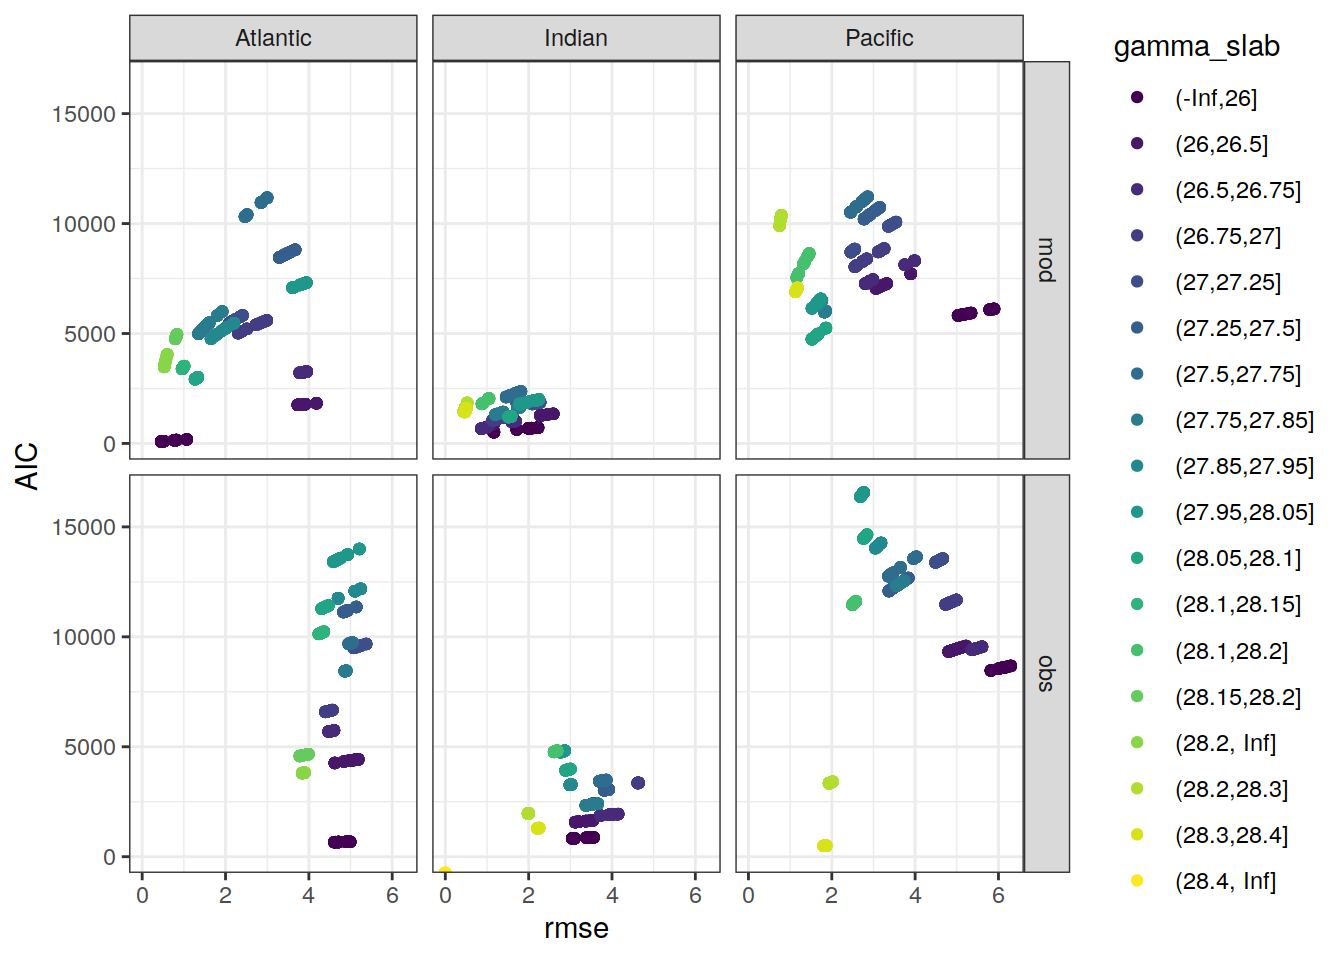 Atlantic Indian Pacific
gamma_slab
(-Inf,26]
(26,26.5]
(26.5,26.75]
(26.75,27]
(27,27.25]
(27.25,27.5]
(27.5,27.75]
(27.75,27.85]
(27.85,27.95]
(27.95,28.05]
(28.05,28.1]
(28.1,28.15]
(28.1,28.2]
(28.15,28.2]
(28.2, Inf]
(28.2,28.3]
(28.3,28.4]
(28.4, Inf]
15000
10000
5000
0
mod
AIC
15000
10000
5000
0
obs
0 2 4 6 0 2 4 6 0 2 4 6
rmse